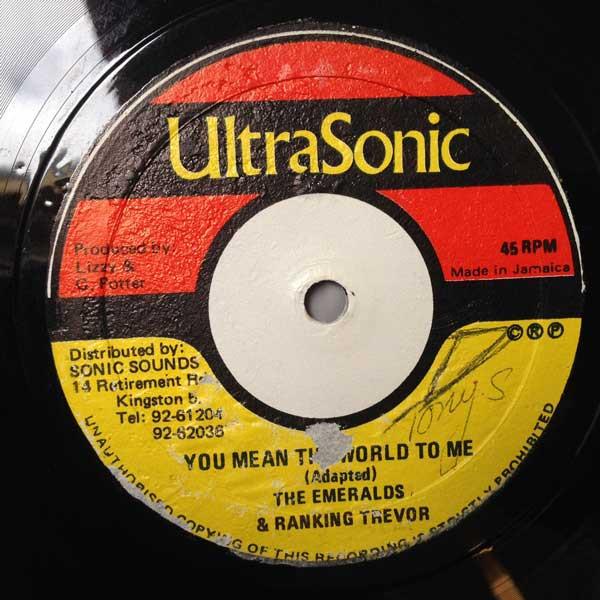 UltraSonic
Produced by:
Lizzy &
G. Potter
45 RPM
Made in Jamaica
Distributed by:
SONIC SOUNDS
14 Retirement Rd
Kingston 5.
Tel: 92-61204
92-62036
Ⓒ Ⓡ Ⓟ
Tony.S
YOU MEAN TH WORLD TO ME
(Adapted)
THE EMERALDS
& RANKING TREVOR
UNAUTHORISED COPYING OF THIS RECORDING IS STRICTLY PROHIBITED